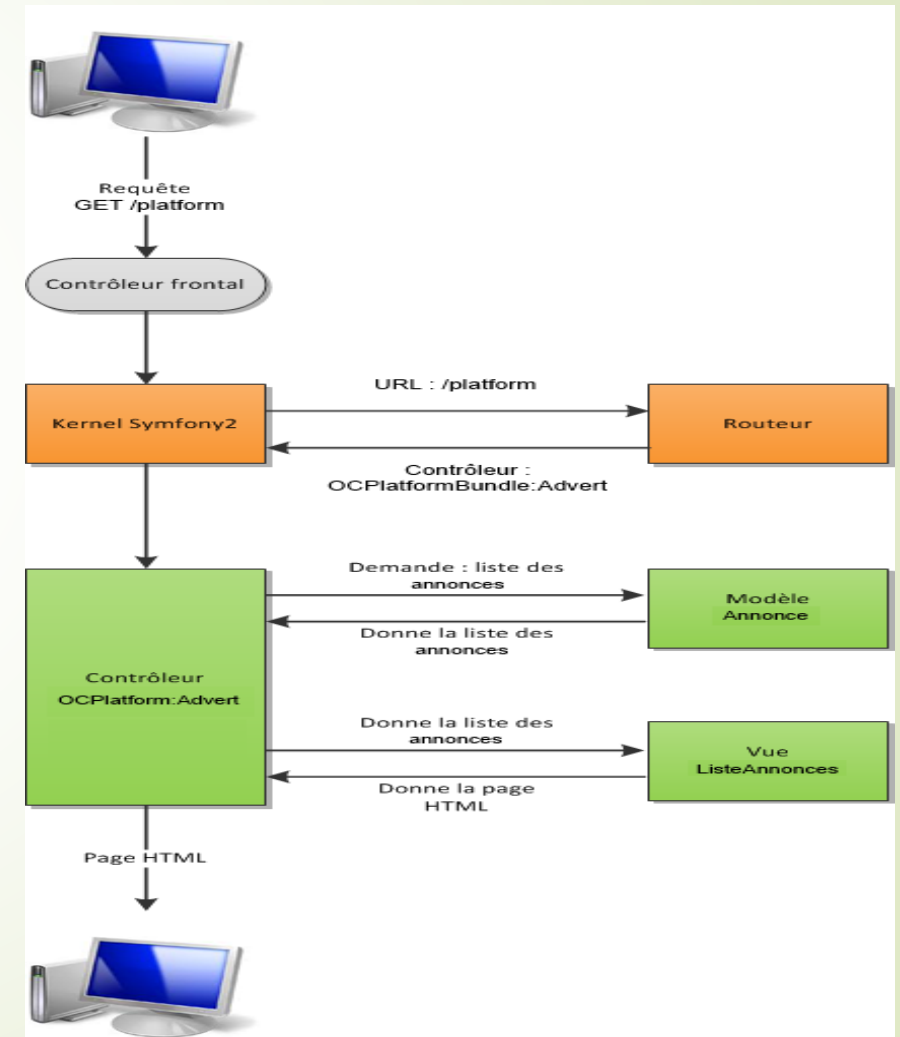 Requête
GET /platform
Contrôleur frontal
URL : /platform
Kernel Symfony2
Routeur
Contrôleur :
OCPlatformBundle:Advert
Demande : liste des
annonces
Modèle
Annonce
Donne la liste des
annonces
Contrôleur
OCPlatform:Advert
Donne la liste des
annonces
Vue
ListeAnnonces
Donne la page
HTML
Page HTML